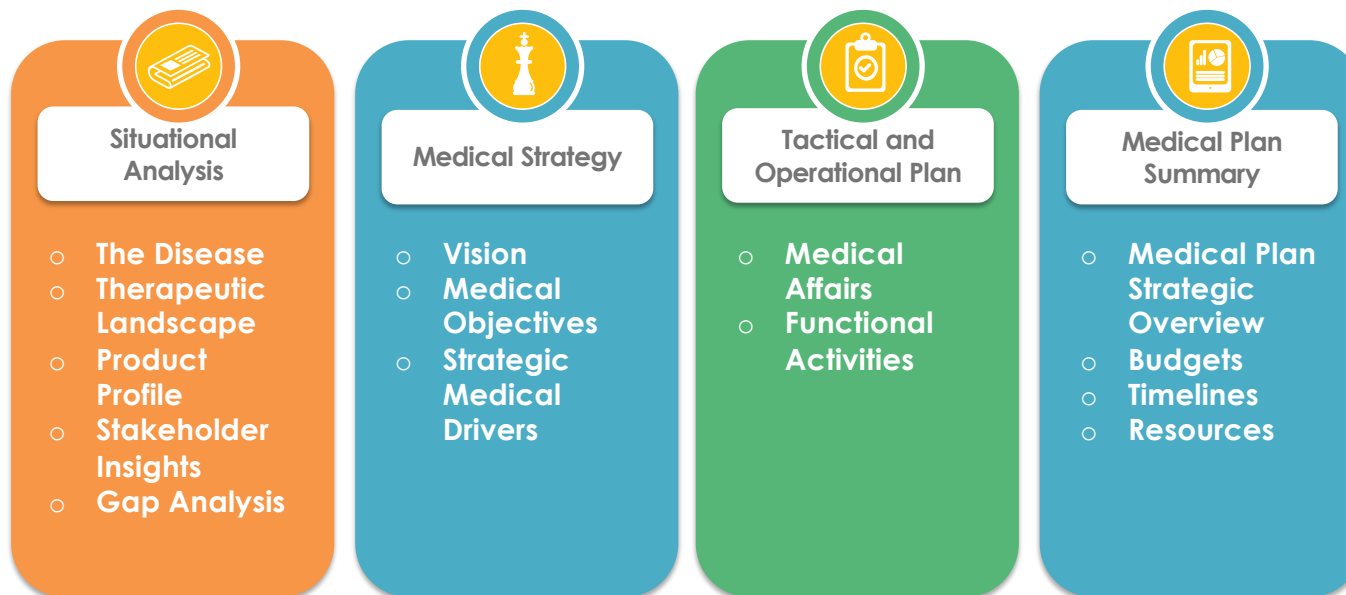 Situational
Analysis
○ The Disease
○ Therapeutic
Landscape
○ Product
Profile
○ Stakeholder
Insights
○ Gap Analysis
Medical Strategy
○ Vision
○ Medical
Objectives
○ Strategic
Medical
Drivers
Tactical and
Operational Plan
○ Medical
Affairs
○ Functional
Activities
Medical Plan
Summary
○ Medical Plan
Strategic
Overview
○ Budgets
○ Timelines
○ Resources